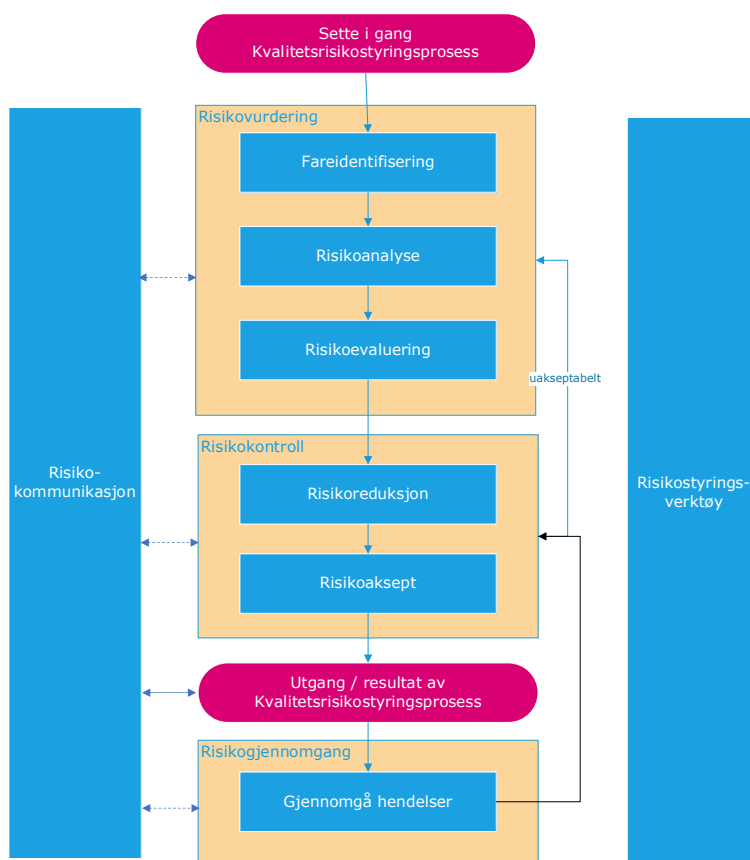 Sette i gang
Kvalitetsrisikostyringsprosess
Risikovurdering
Fareidentifisering
Risikoanalyse
Risikoevaluering
uakseptabelt
Risikokontroll
Risikoreduksjon
Risikoaksept
Risiko-
kommunikasjon
Risikostyrings-
verktøy
Utgang / resultat av
Kvalitetsrisikostyringsprosess
Risikogjennomgang
Gjennomgå hendelser